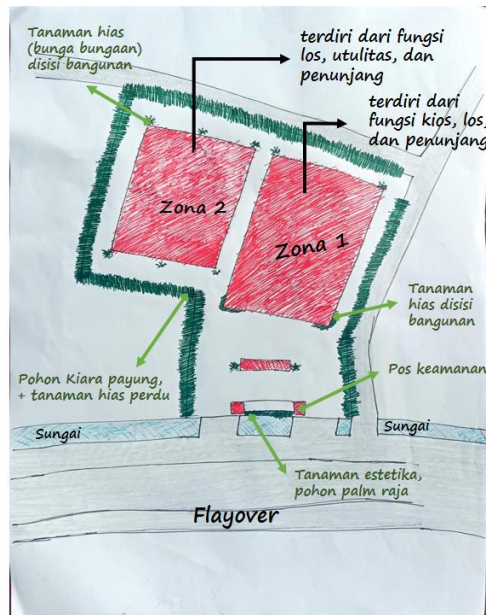 Tanaman hias
(bunga bungaan)
disisi bangunan
terdiri dari fungsi
los, utulitas, dan
penunjang
terdiri dari
fungsi kios, los,
dan penunjang
Zona 2
Zona 1
Tanaman
hias disisi
bangunan
Pohon Kiara payung,
+ tanaman hias perdu
Pos keamanan
Sungai
Sungai
Tanaman estetika,
pohon palm raja
Flayover